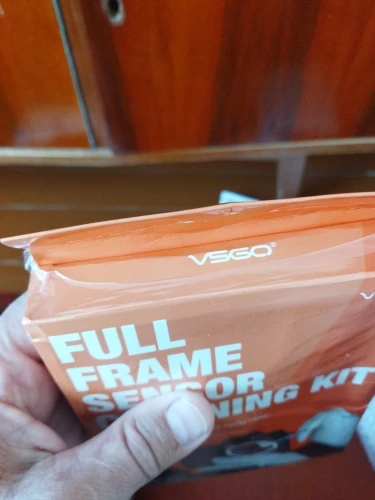 VSGO®
FULL
FRAME
SENSOR
NING KIT